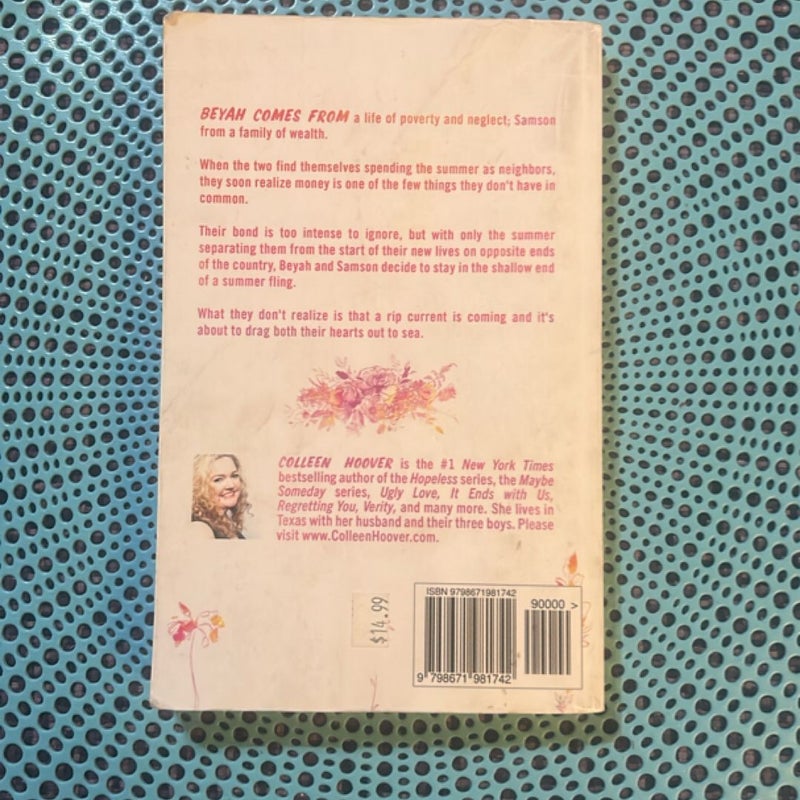 BEYAH COMES FROM a life of poverty and neglect; Samson
from a family of wealth.
When the two find themselves spending the summer as neighbors,
they soon realize money is one of the few things they don't have in
common.
Their bond is too intense to ignore, but with only the summer
separating them from the start of their new lives on opposite ends
of the country, Beyah and Samson decide to stay in the shallow end
of a summer fling.
What they don't realize is that a rip current is coming and it's
about to drag both their hearts out to sea.
COLLEEN HOOVER is the #1 New York Times
bestselling author of the Hopeless series, the Maybe
Someday series, Ugly Love, It Ends with Us,
Regretting You, Verity, and many more. She lives in
Texas with her husband and their three boys. Please
visit www.ColleenHoover.com.
$14.99
ISBN 9798671981742
90000 >
9 798671 981742